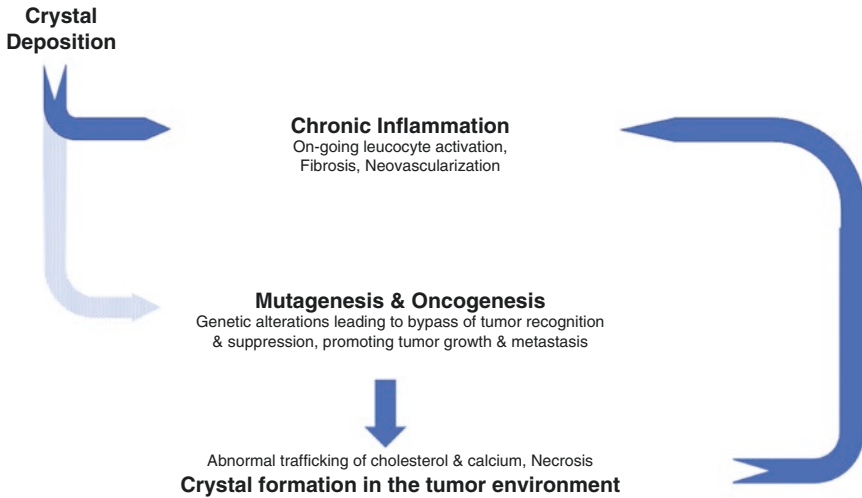 Crystal
Deposition
Chronic Inflammation
On-going leucocyte activation,
Fibrosis, Neovascularization
Mutagenesis & Oncogenesis
Genetic alterations leading to bypass of tumor recognition
& suppression, promoting tumor growth & metastasis
Abnormal trafficking of cholesterol & calcium, Necrosis
Crystal formation in the tumor environment